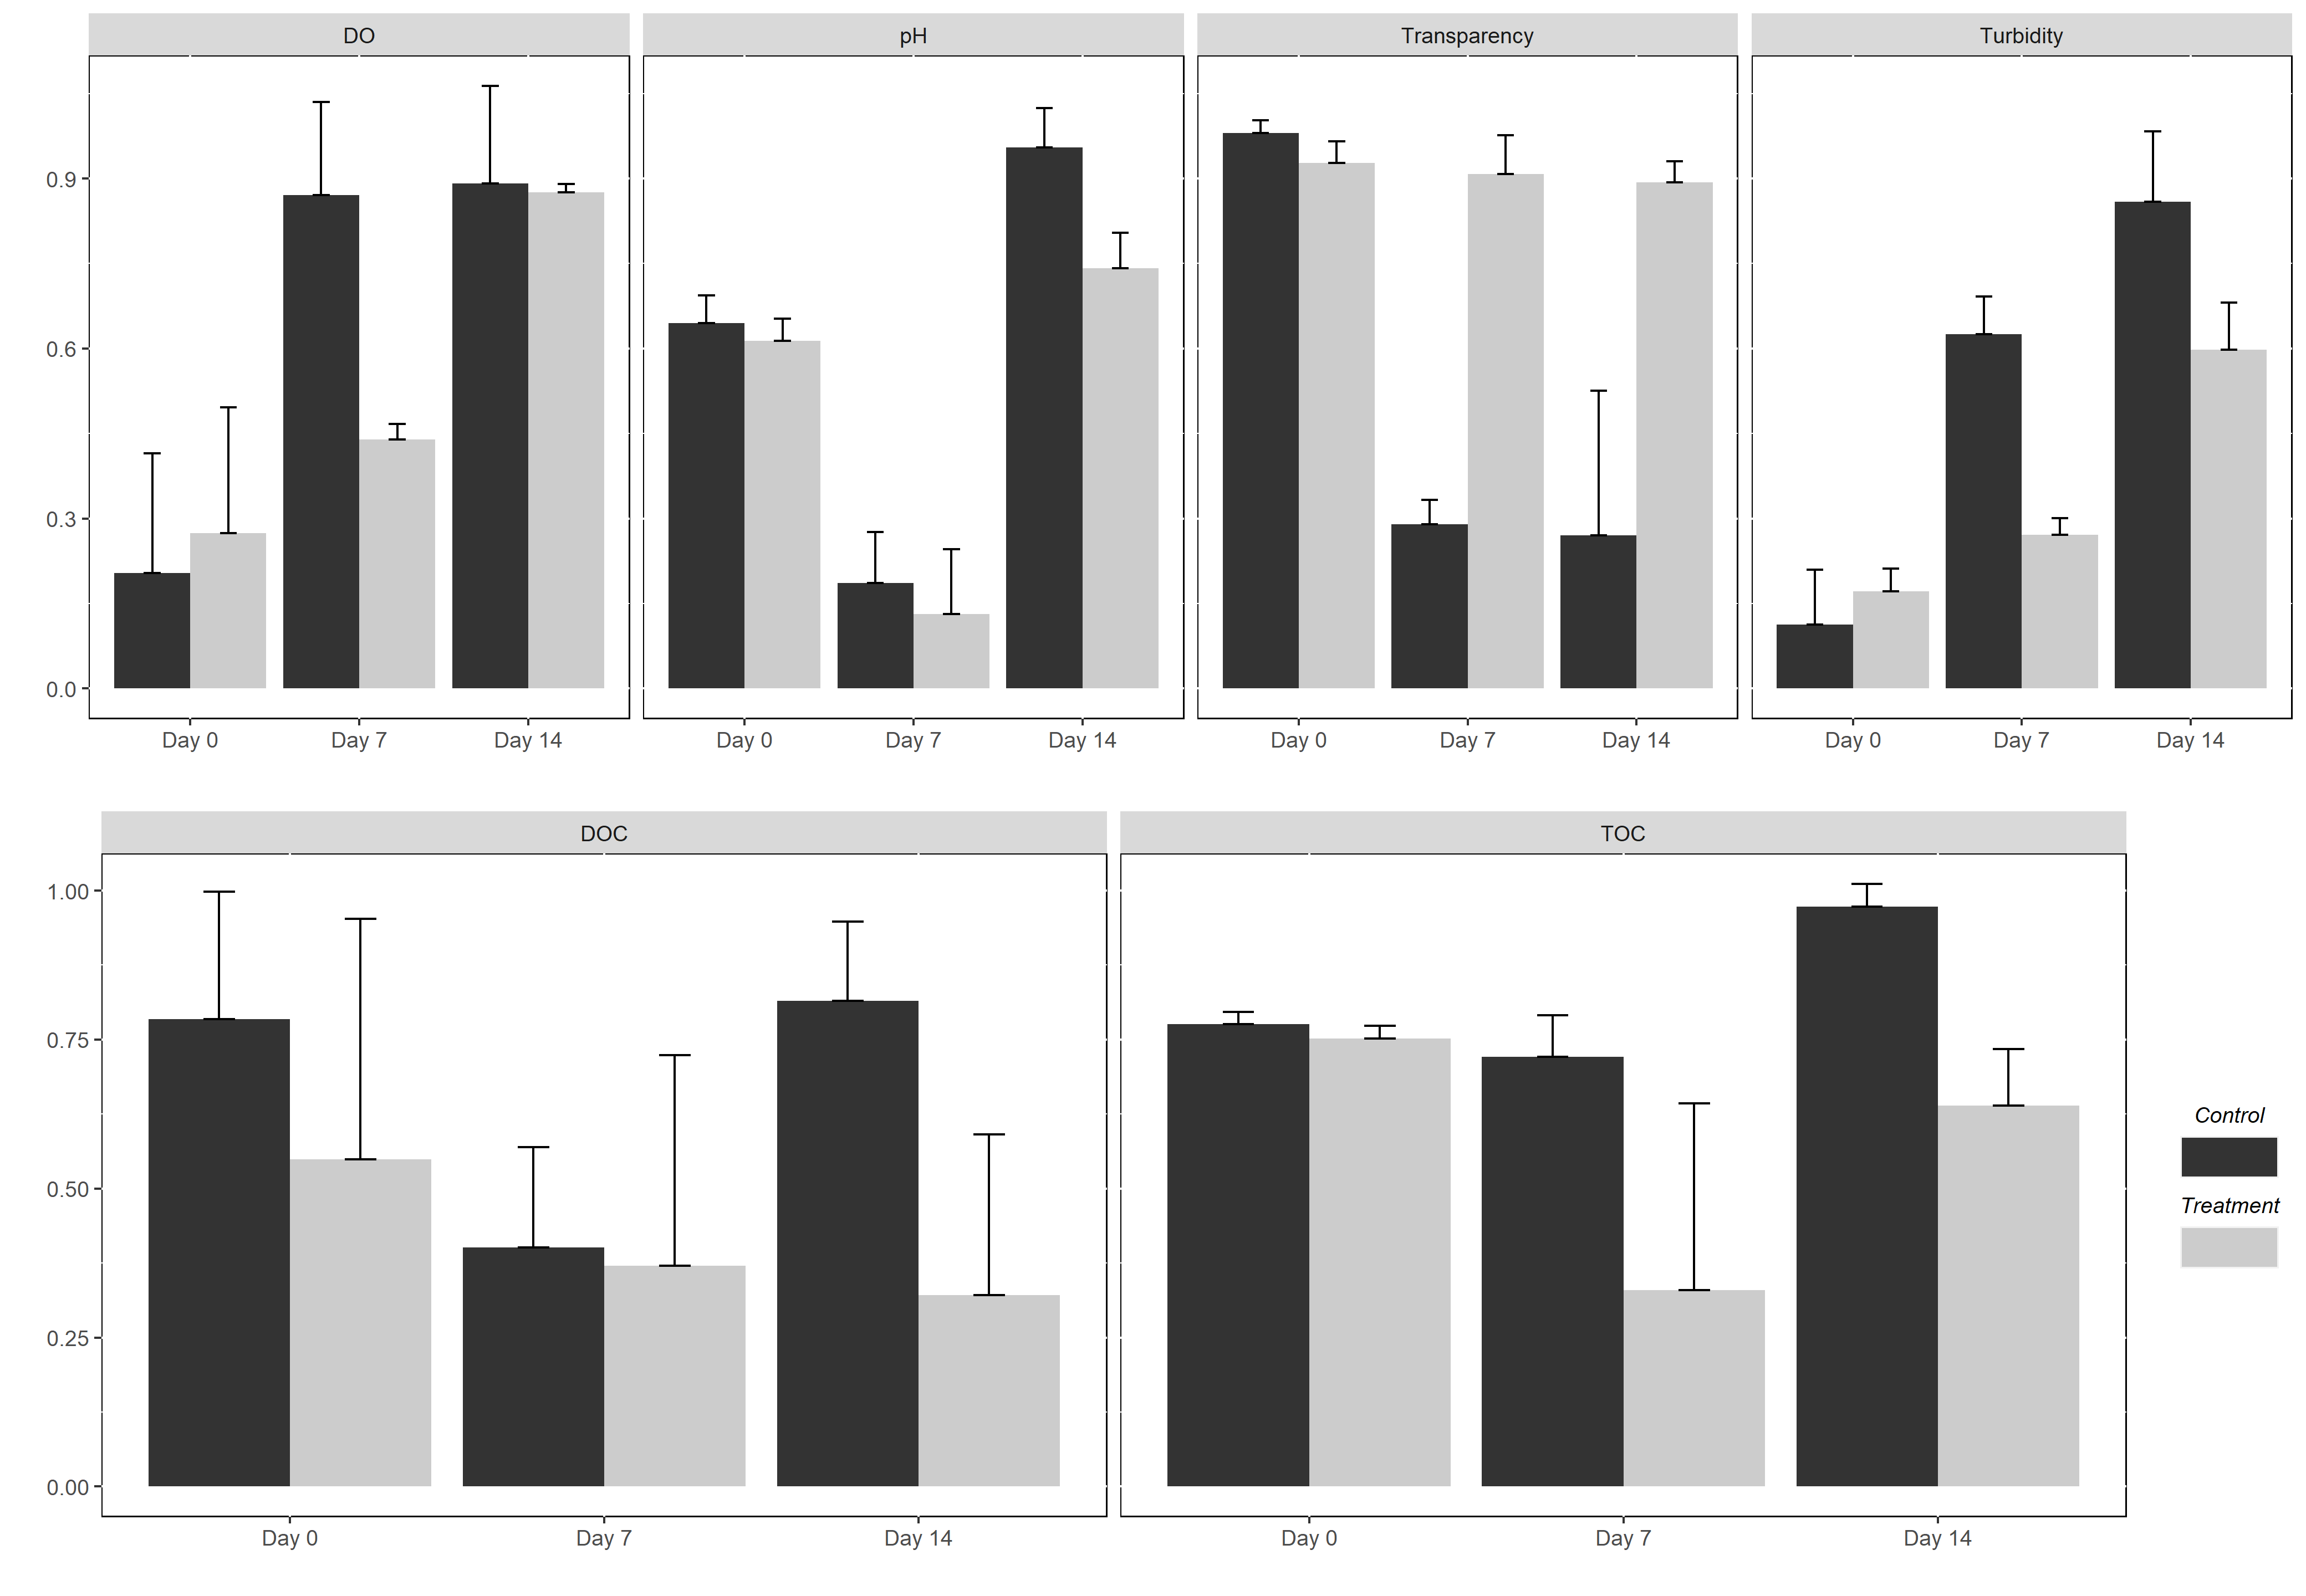 DO pH Transparency Turbidity
0.9
0.6
0.3
0.0
Day 0 Day 7 Day 14 Day 0 Day 7 Day 14 Day 0 Day 7 Day 14 Day 0 Day 7 Day 14
DOC TOC
1.00
0.75
0.50
0.25
0.00
Day 0 Day 7 Day 14 Day 0 Day 7 Day 14
Control
Treatment